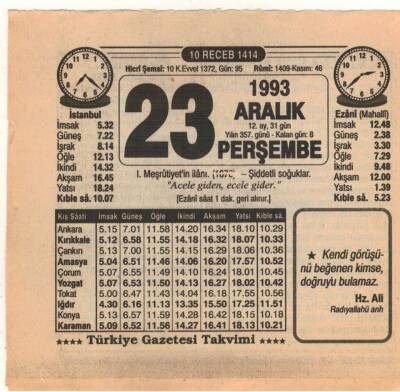 10 RECEB 1414
Hicrî Şemsî: 10 K.Evvel 1372, Gün: 95 Rûmî: 1409-Kasım: 46
23
1993
ARALIK
12. ay, 31 gün
Yılın 357. günü - Kalan gün: 8
PERŞEMBE
I. Meşrûtiyet'in ilânı. (1876) – Şiddetli soğuklar.
"Acele giden, ecele gider."
[Ezânî sâat 1 dak. geri alınır.]
İstanbul
İmsak 5.32
Güneş 7.22
İşrak 8.14
Öğle 12.13
İkindi 14.32
Akşam 16.45
Yatsı 18.24
Kıble sâ. 10.07
Ezânî (Mahallî)
İmsak 12.48
Güneş 2.38
İşrak 3.30
Öğle 7.29
İkindi 9.48
Akşam 12.00
Yatsı 1.39
Kıble sâ. 5.23
Kış Sâati İmsak Güneş Öğle İkindi Akşam Yatsı Kıble sâ.
Ankara 5.15 7.01 11.58 14.20 16.34 18.10 10.29
Kırıkkale 5.12 6.58 11.55 14.18 16.32 18.07 10.33
Çankırı 5.13 7.00 11.55 14.15 16.29 18.06 10.36
Amasya 5.04 6.51 11.46 14.06 16.20 17.57 10.52
Çorum 5.07 6.55 11.49 14.10 16.24 18.01 10.45
Yozgat 5.07 6.53 11.50 14.13 16.27 18.02 10.42
Tokat 5.00 6.47 11.43 14.04 16.18 17.55 10.56
Iğdır 4.30 6.16 11.13 13.35 15.50 17.25 11.51
Konya 5.13 6.57 11.59 14.28 16.42 18.15 10.18
Karaman 5.09 6.52 11.56 14.27 16.41 18.13 10.21
★ Kendi görüşü-
nü beğenen kimse,
doğruyu bulamaz.
Hz. Ali
Radıyallahü anh
★★★★ Türkiye Gazetesi Takvimi ★★★★